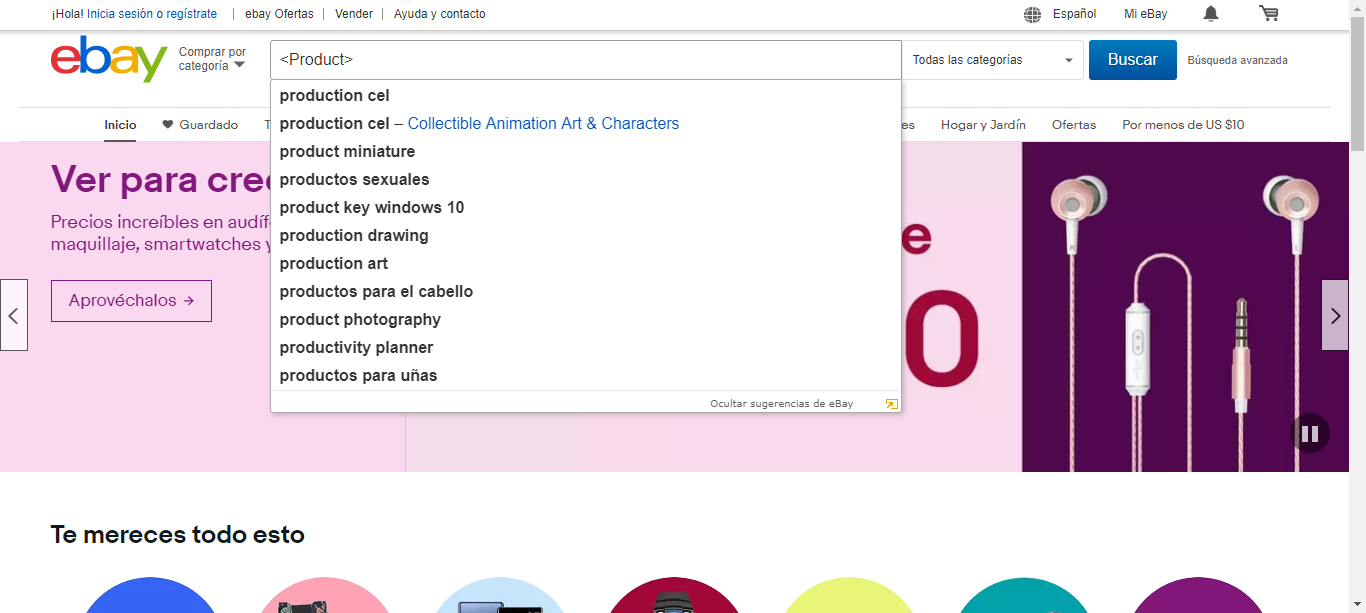 ¡Hola! Inicia sesión o regístrate
ebay Ofertas
Vender
Ayuda y contacto
Español
Mi eBay
ebay
Comprar por
categoría
<Product>
Todas las categorías
Buscar
Búsqueda avanzada
production cel
production cel – Collectible Animation Art & Characters
product miniature
productos sexuales
product key windows 10
production drawing
production art
productos para el cabello
product photography
productivity planner
productos para uñas
Ocultar sugerencias de eBay
Inicio
Guardado
Hogar y Jardín
Ofertas
Por menos de US $10
Ver para
Precios increíbles en
maquillaje, smartwatches y
Aprovéchalos →
R
L
Te mereces todo esto